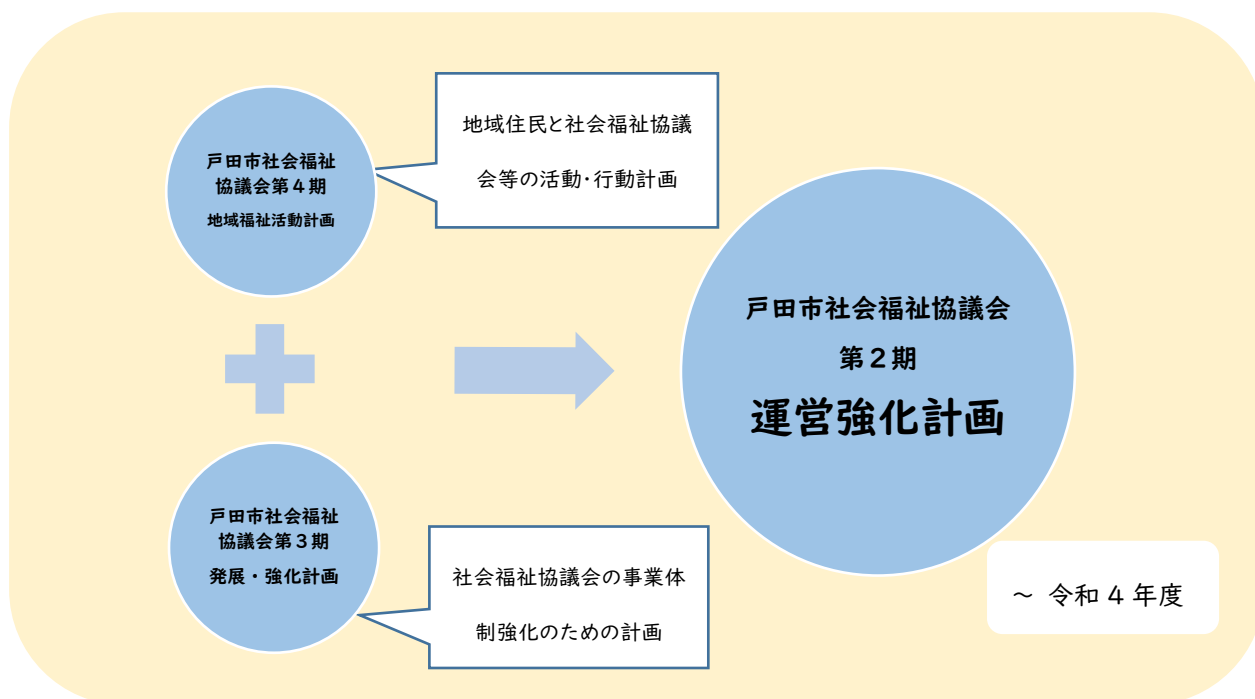 戸田市社会福祉
協議会第４期
地域福祉活動計画
地域住民と社会福祉協議
会等の活動・行動計画
戸田市社会福祉
協議会第３期
発展・強化計画
社会福祉協議会の事業体
制強化のための計画
戸田市社会福祉協議会
第２期
運営強化計画
～ 令和 4 年度